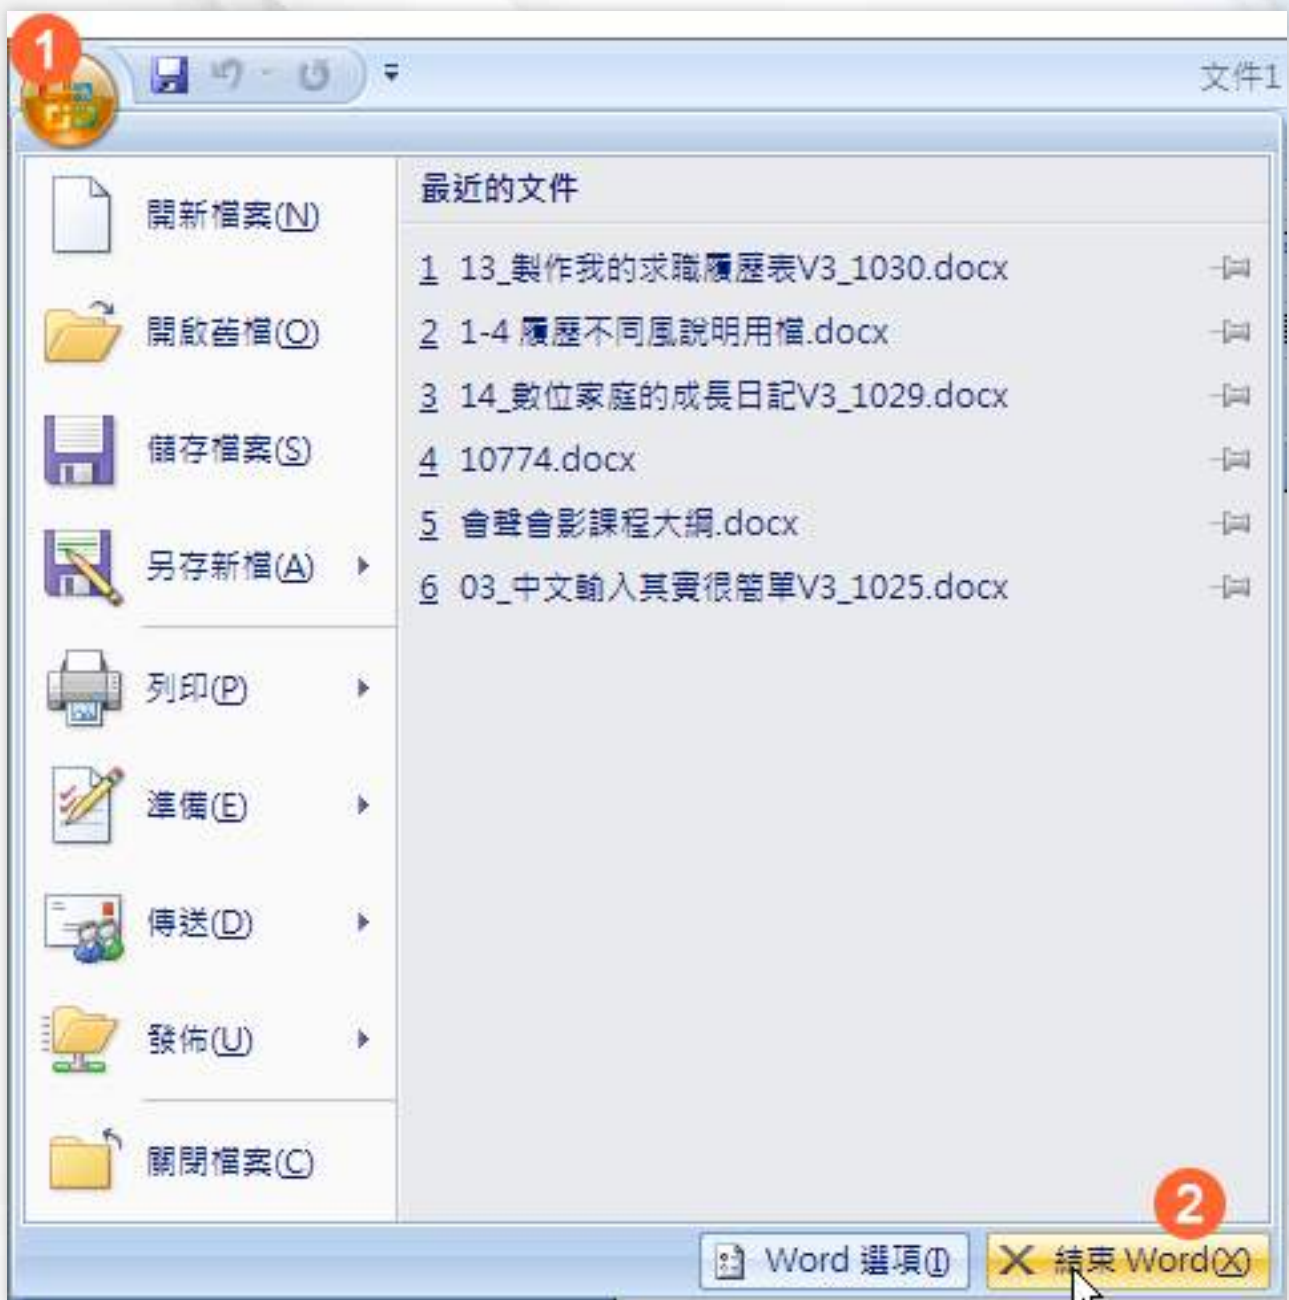 1
文件1
開新檔案(N)
開啟舊檔(O)
儲存檔案(S)
另存新檔(A)
列印(P)
準備(E)
傳送(D)
發佈(U)
關閉檔案(C)
最近的文件
1 13_製作我的求職履歷表V3_1030.docx
2 1-4 履歷不同風說明用檔.docx
3 14_數位家庭的成長日記V3_1029.docx
4 10774.docx
5 會聲會影課程大綱.docx
6 03_中文輸入其實很簡單V3_1025.docx
2
Word 選項(I)
結束 Word(X)